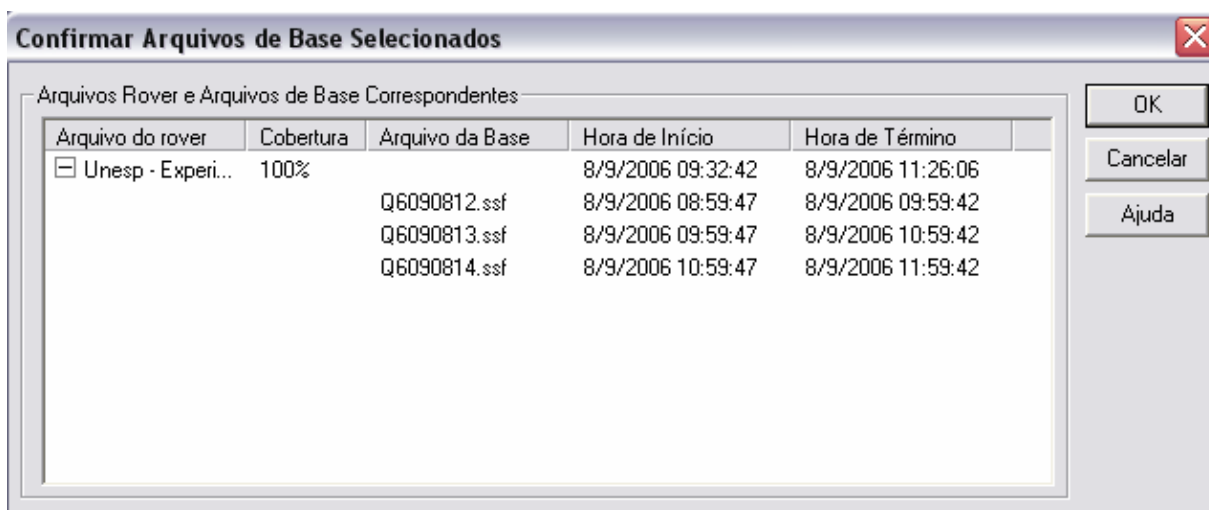 Confirmar Arquivos de Base Selecionados
Arquivos Rover e Arquivos de Base Correspondentes
Arquivo do rover Cobertura Arquivo da Base Hora de Início Hora de Término
Unesp - Experi... 100% 8/9/2006 09:32:42 8/9/2006 11:26:06
Q6090812.ssf 8/9/2006 08:59:47 8/9/2006 09:59:42
Q6090813.ssf 8/9/2006 09:59:47 8/9/2006 10:59:42
Q6090814.ssf 8/9/2006 10:59:47 8/9/2006 11:59:42
OK
Cancelar
Ajuda